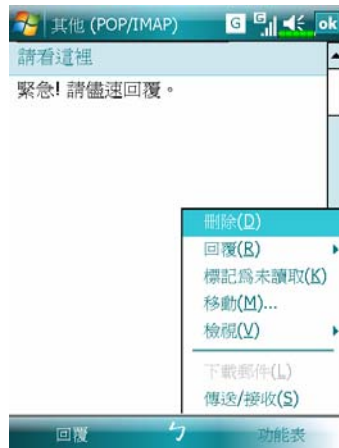 其他 (POP/IMAP)
G
G
ok
請看這裡
緊急! 請儘速回覆。
刪除(D)
回覆(R)
標記為未讀取(K)
移動(M)...
檢視(V)
下載郵件(L)
傳送/接收(S)
回覆
ㄅ
功能表